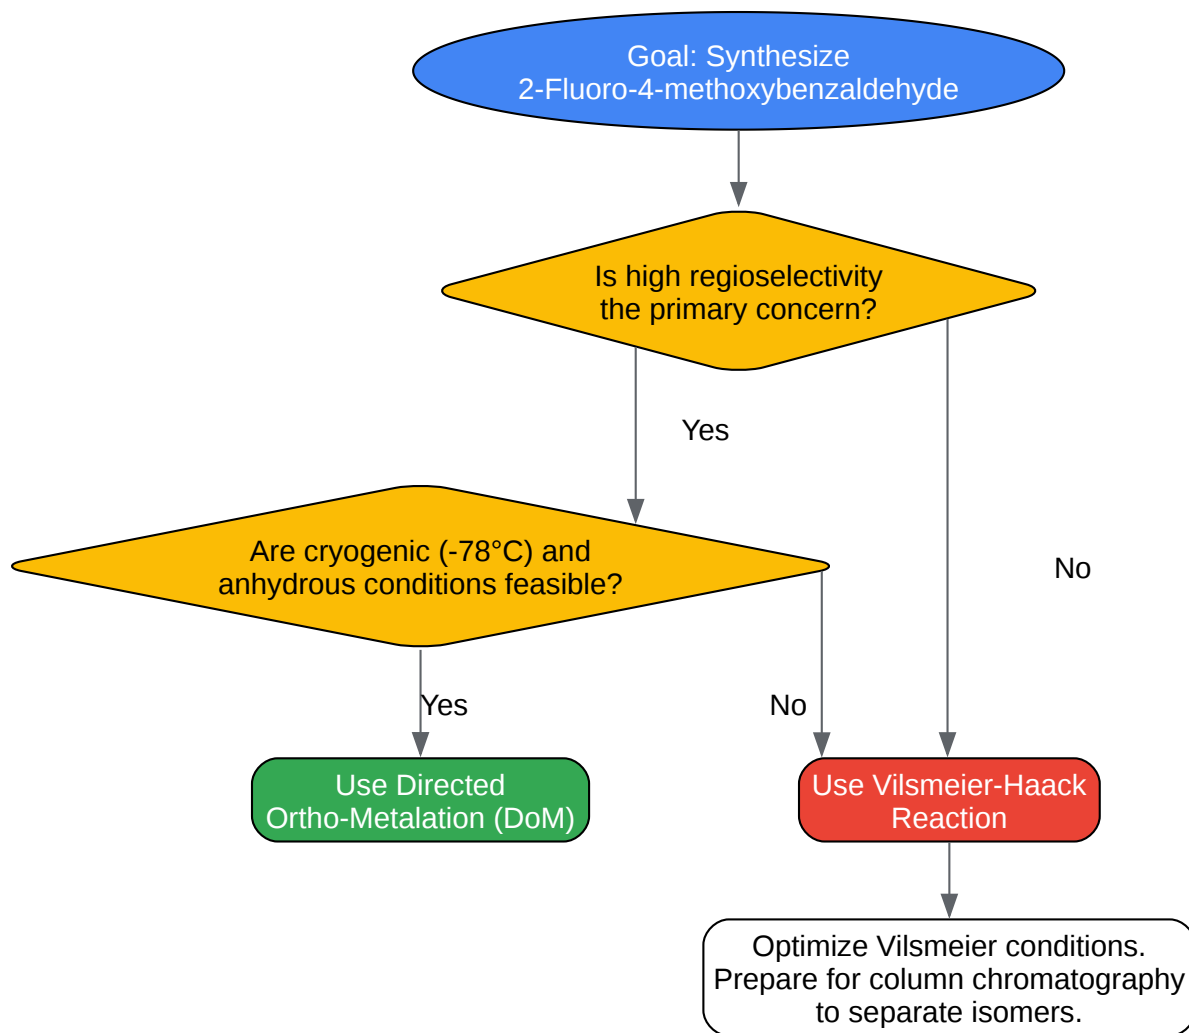 Goal: Synthesize
2-Fluoro-4-methoxybenzaldehyde
Is high regioselectivity
the primary concern?
Yes
No
Are cryogenic (-78°C) and
anhydrous conditions feasible?
Yes
No
Use Directed
Ortho-Metalation (DoM)
Use Vilsmeier-Haack
Reaction
Optimize Vilsmeier conditions.
Prepare for column chromatography
to separate isomers.